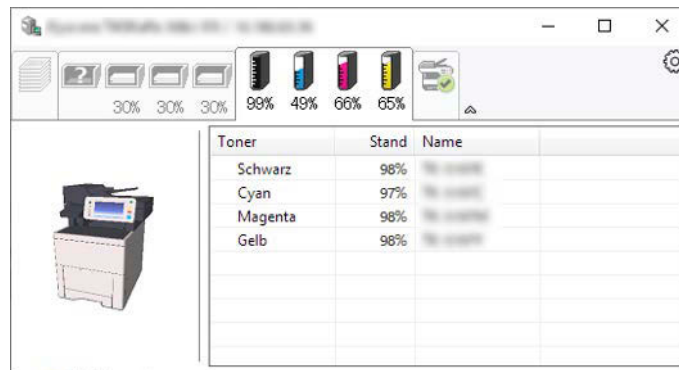 ?
30% 30% 30% 99% 49% 66% 65%
Toner Stand Name
Schwarz 98%
Cyan 97%
Magenta 98%
Gelb 98%